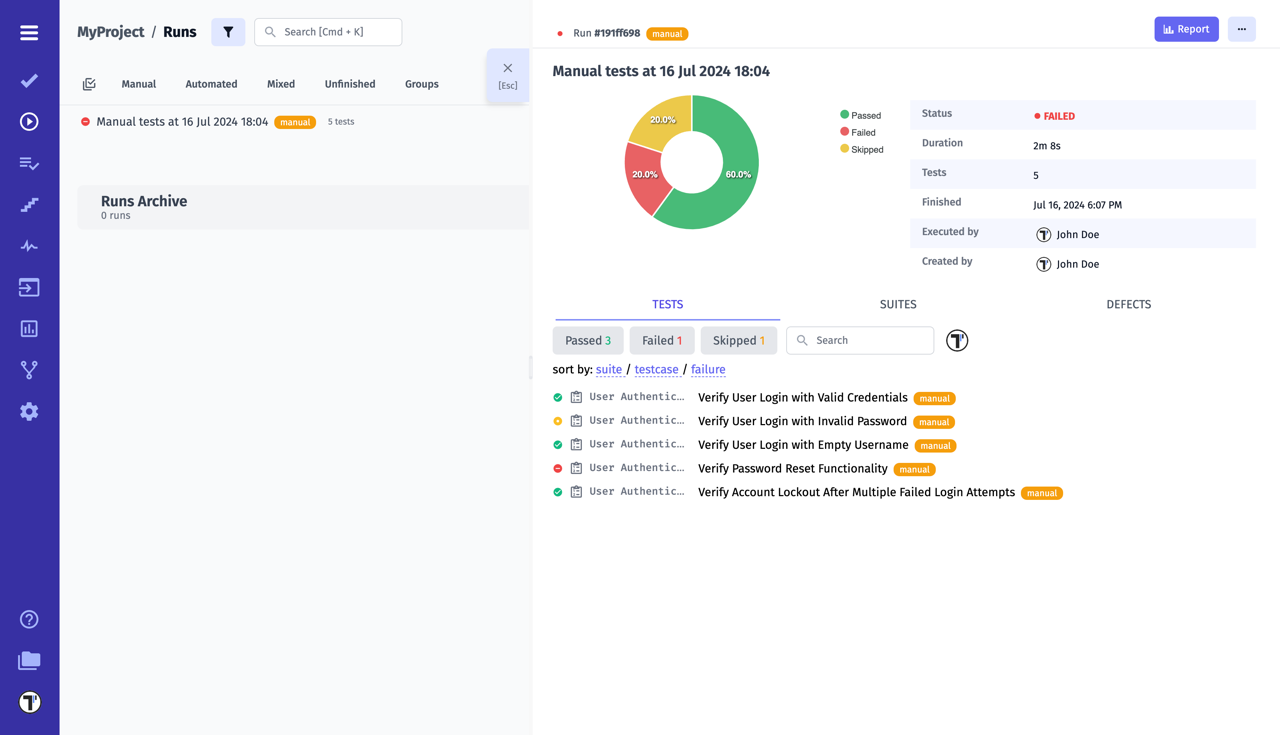 MyProject / Runs
Search [Cmd + K]
Manual Automated Mixed Unfinished Groups
[Esc]
Manual tests at 16 Jul 2024 18:04 manual 5 tests
Runs Archive
0 runs
Run #191ff698 manual
Report
Manual tests at 16 Jul 2024 18:04
20.0%
20.0%
60.0%
Passed
Failed
Skipped
Status FAILED
Duration 2m 8s
Tests 5
Finished Jul 16, 2024 6:07 PM
Executed by John Doe
Created by John Doe
TESTS SUITES DEFECTS
Passed 3 Failed 1 Skipped 1 Search
sort by: suite / testcase / failure
User Authentic... Verify User Login with Valid Credentials manual
User Authentic... Verify User Login with Invalid Password manual
User Authentic... Verify User Login with Empty Username manual
User Authentic... Verify Password Reset Functionality manual
User Authentic... Verify Account Lockout After Multiple Failed Login Attempts manual